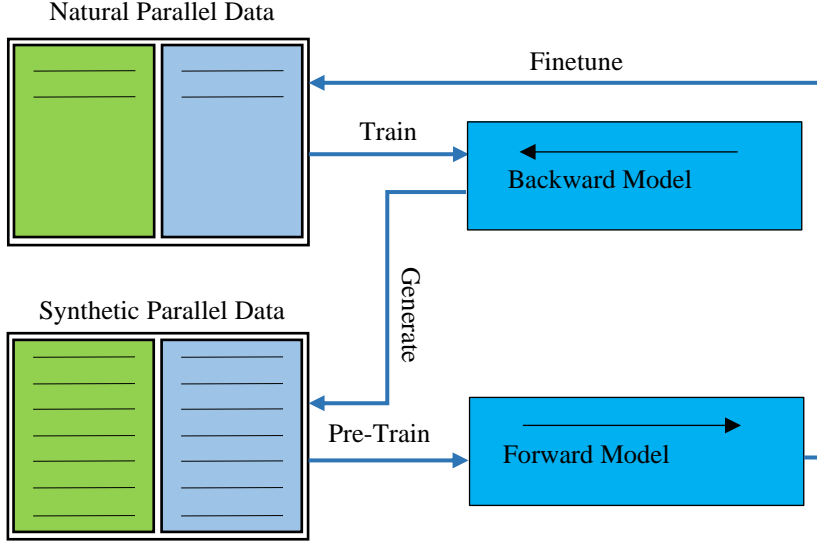 Natural Parallel Data
Finetune
Train
Backward Model
Generate
Synthetic Parallel Data
Pre-Train
Forward Model